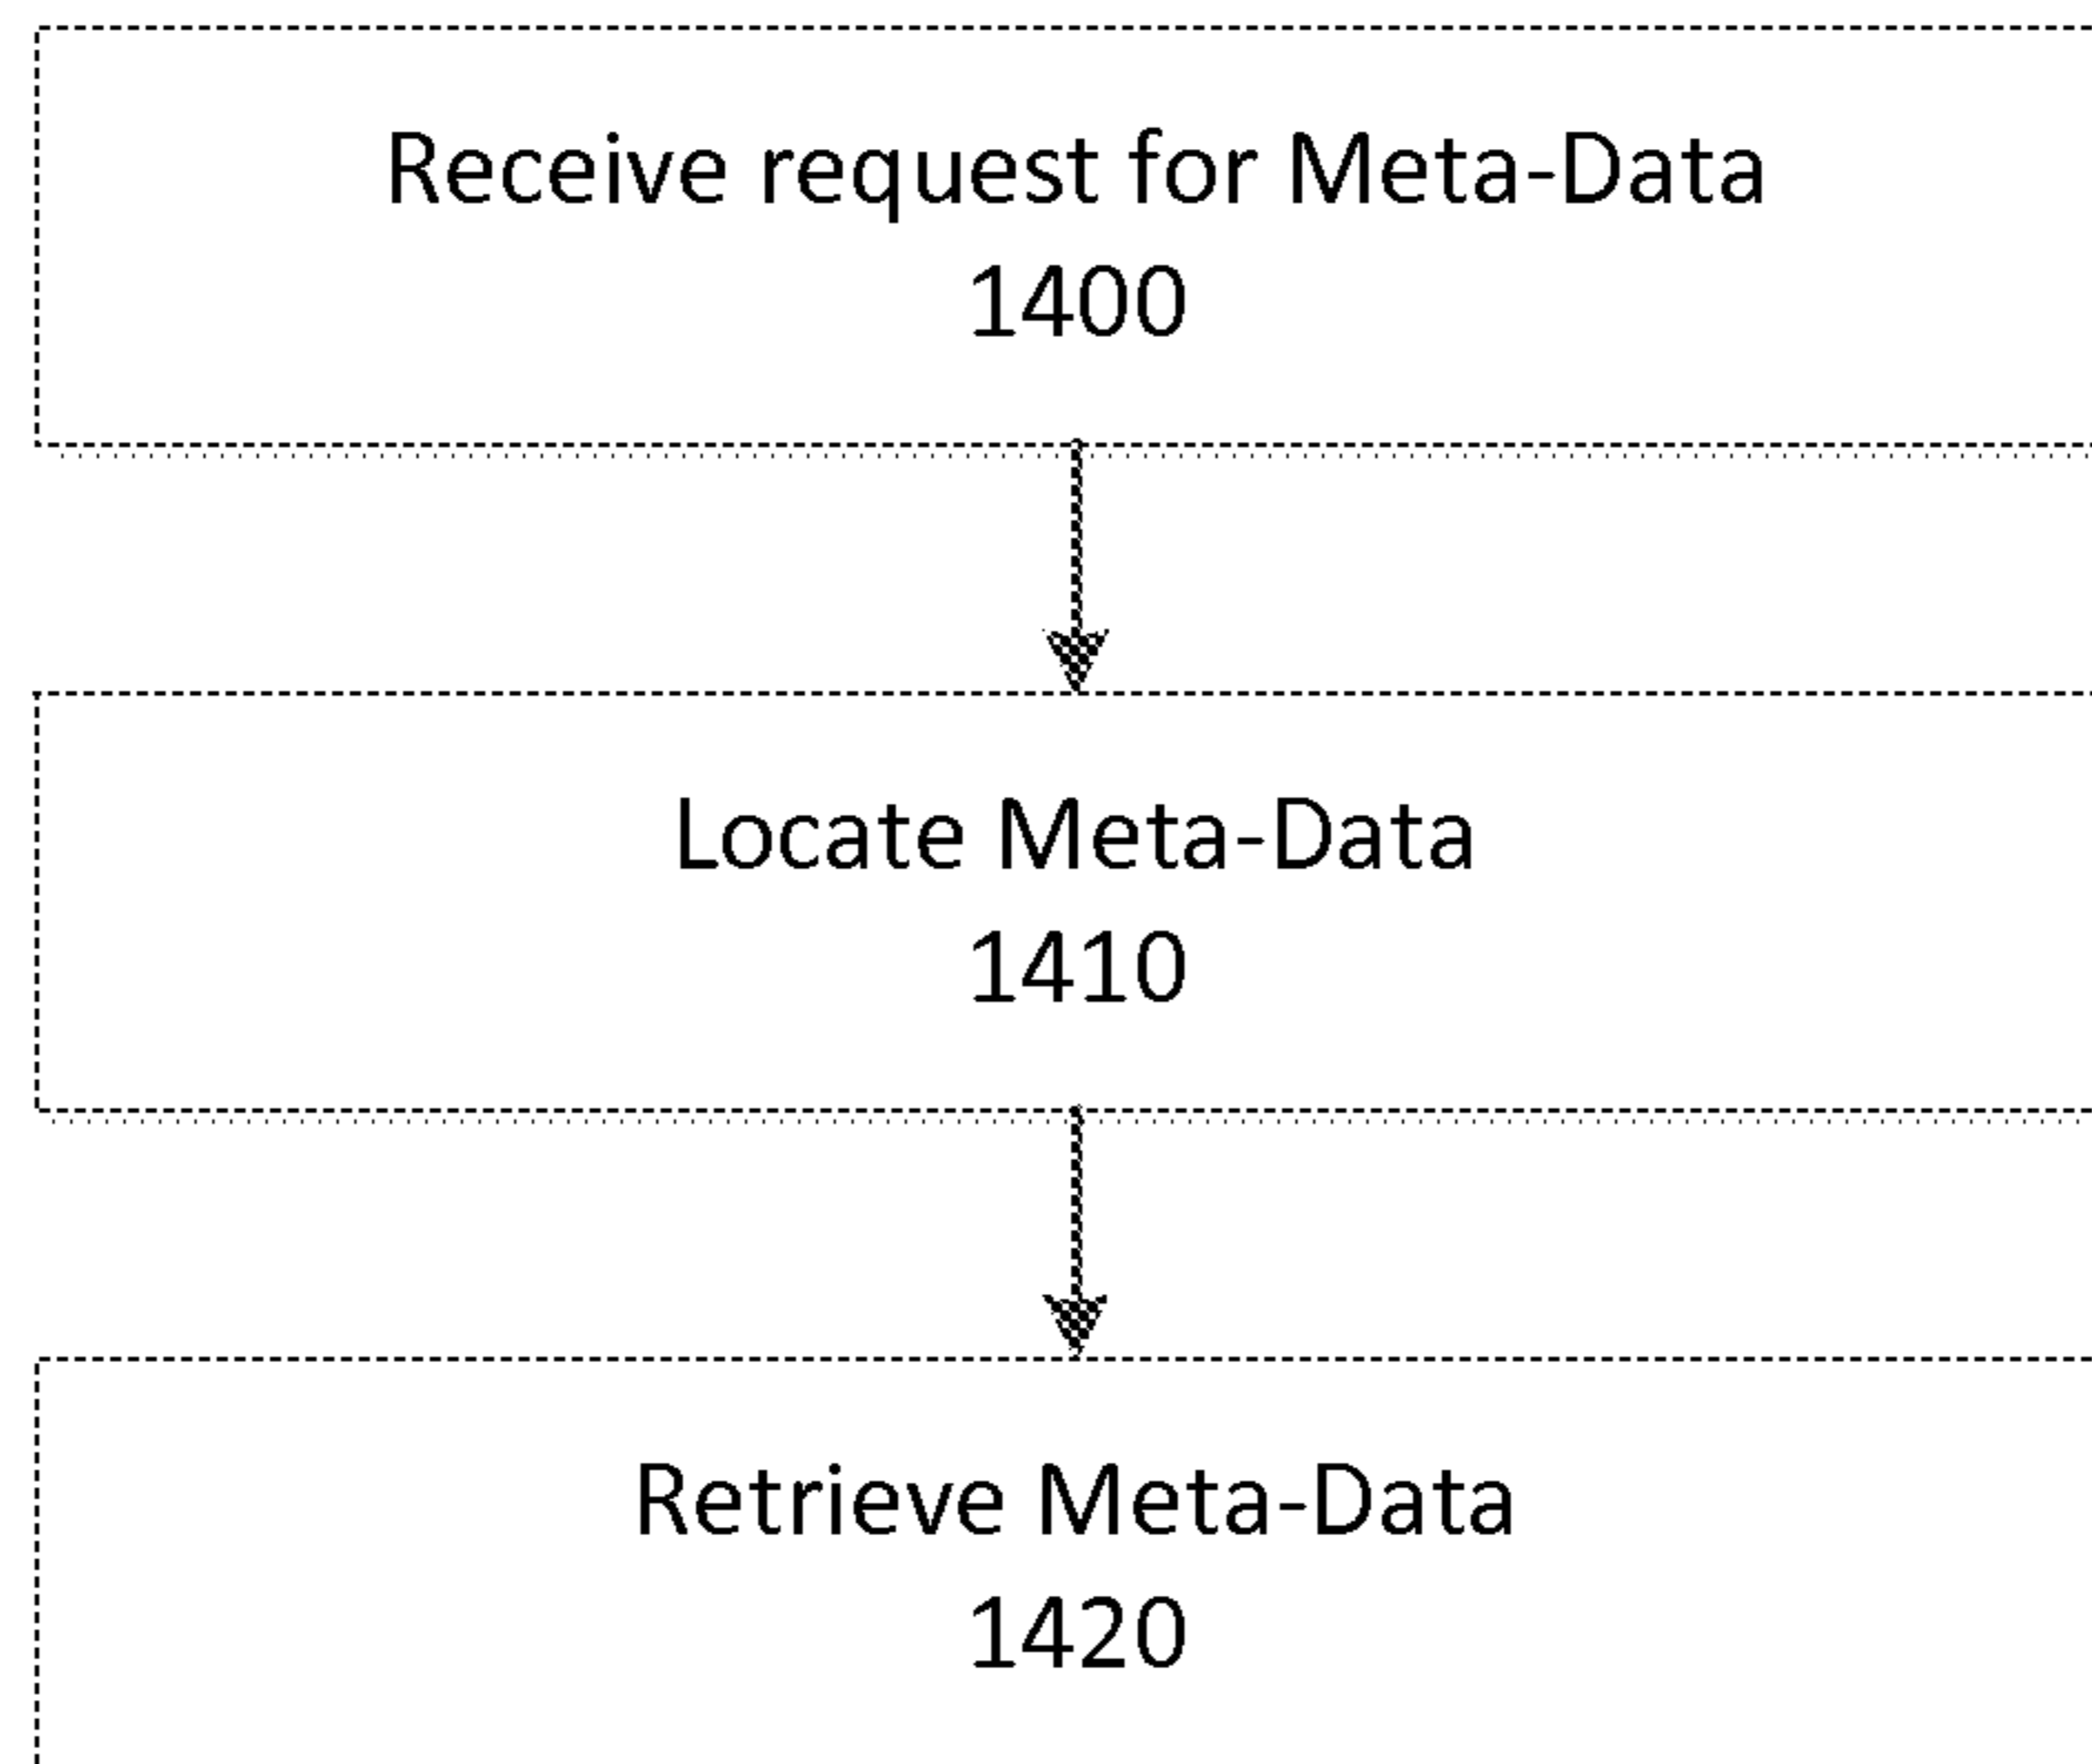 Receive request for Meta-Data
1400
Locate Meta-Data
1410
Retrieve Meta-Data
1420